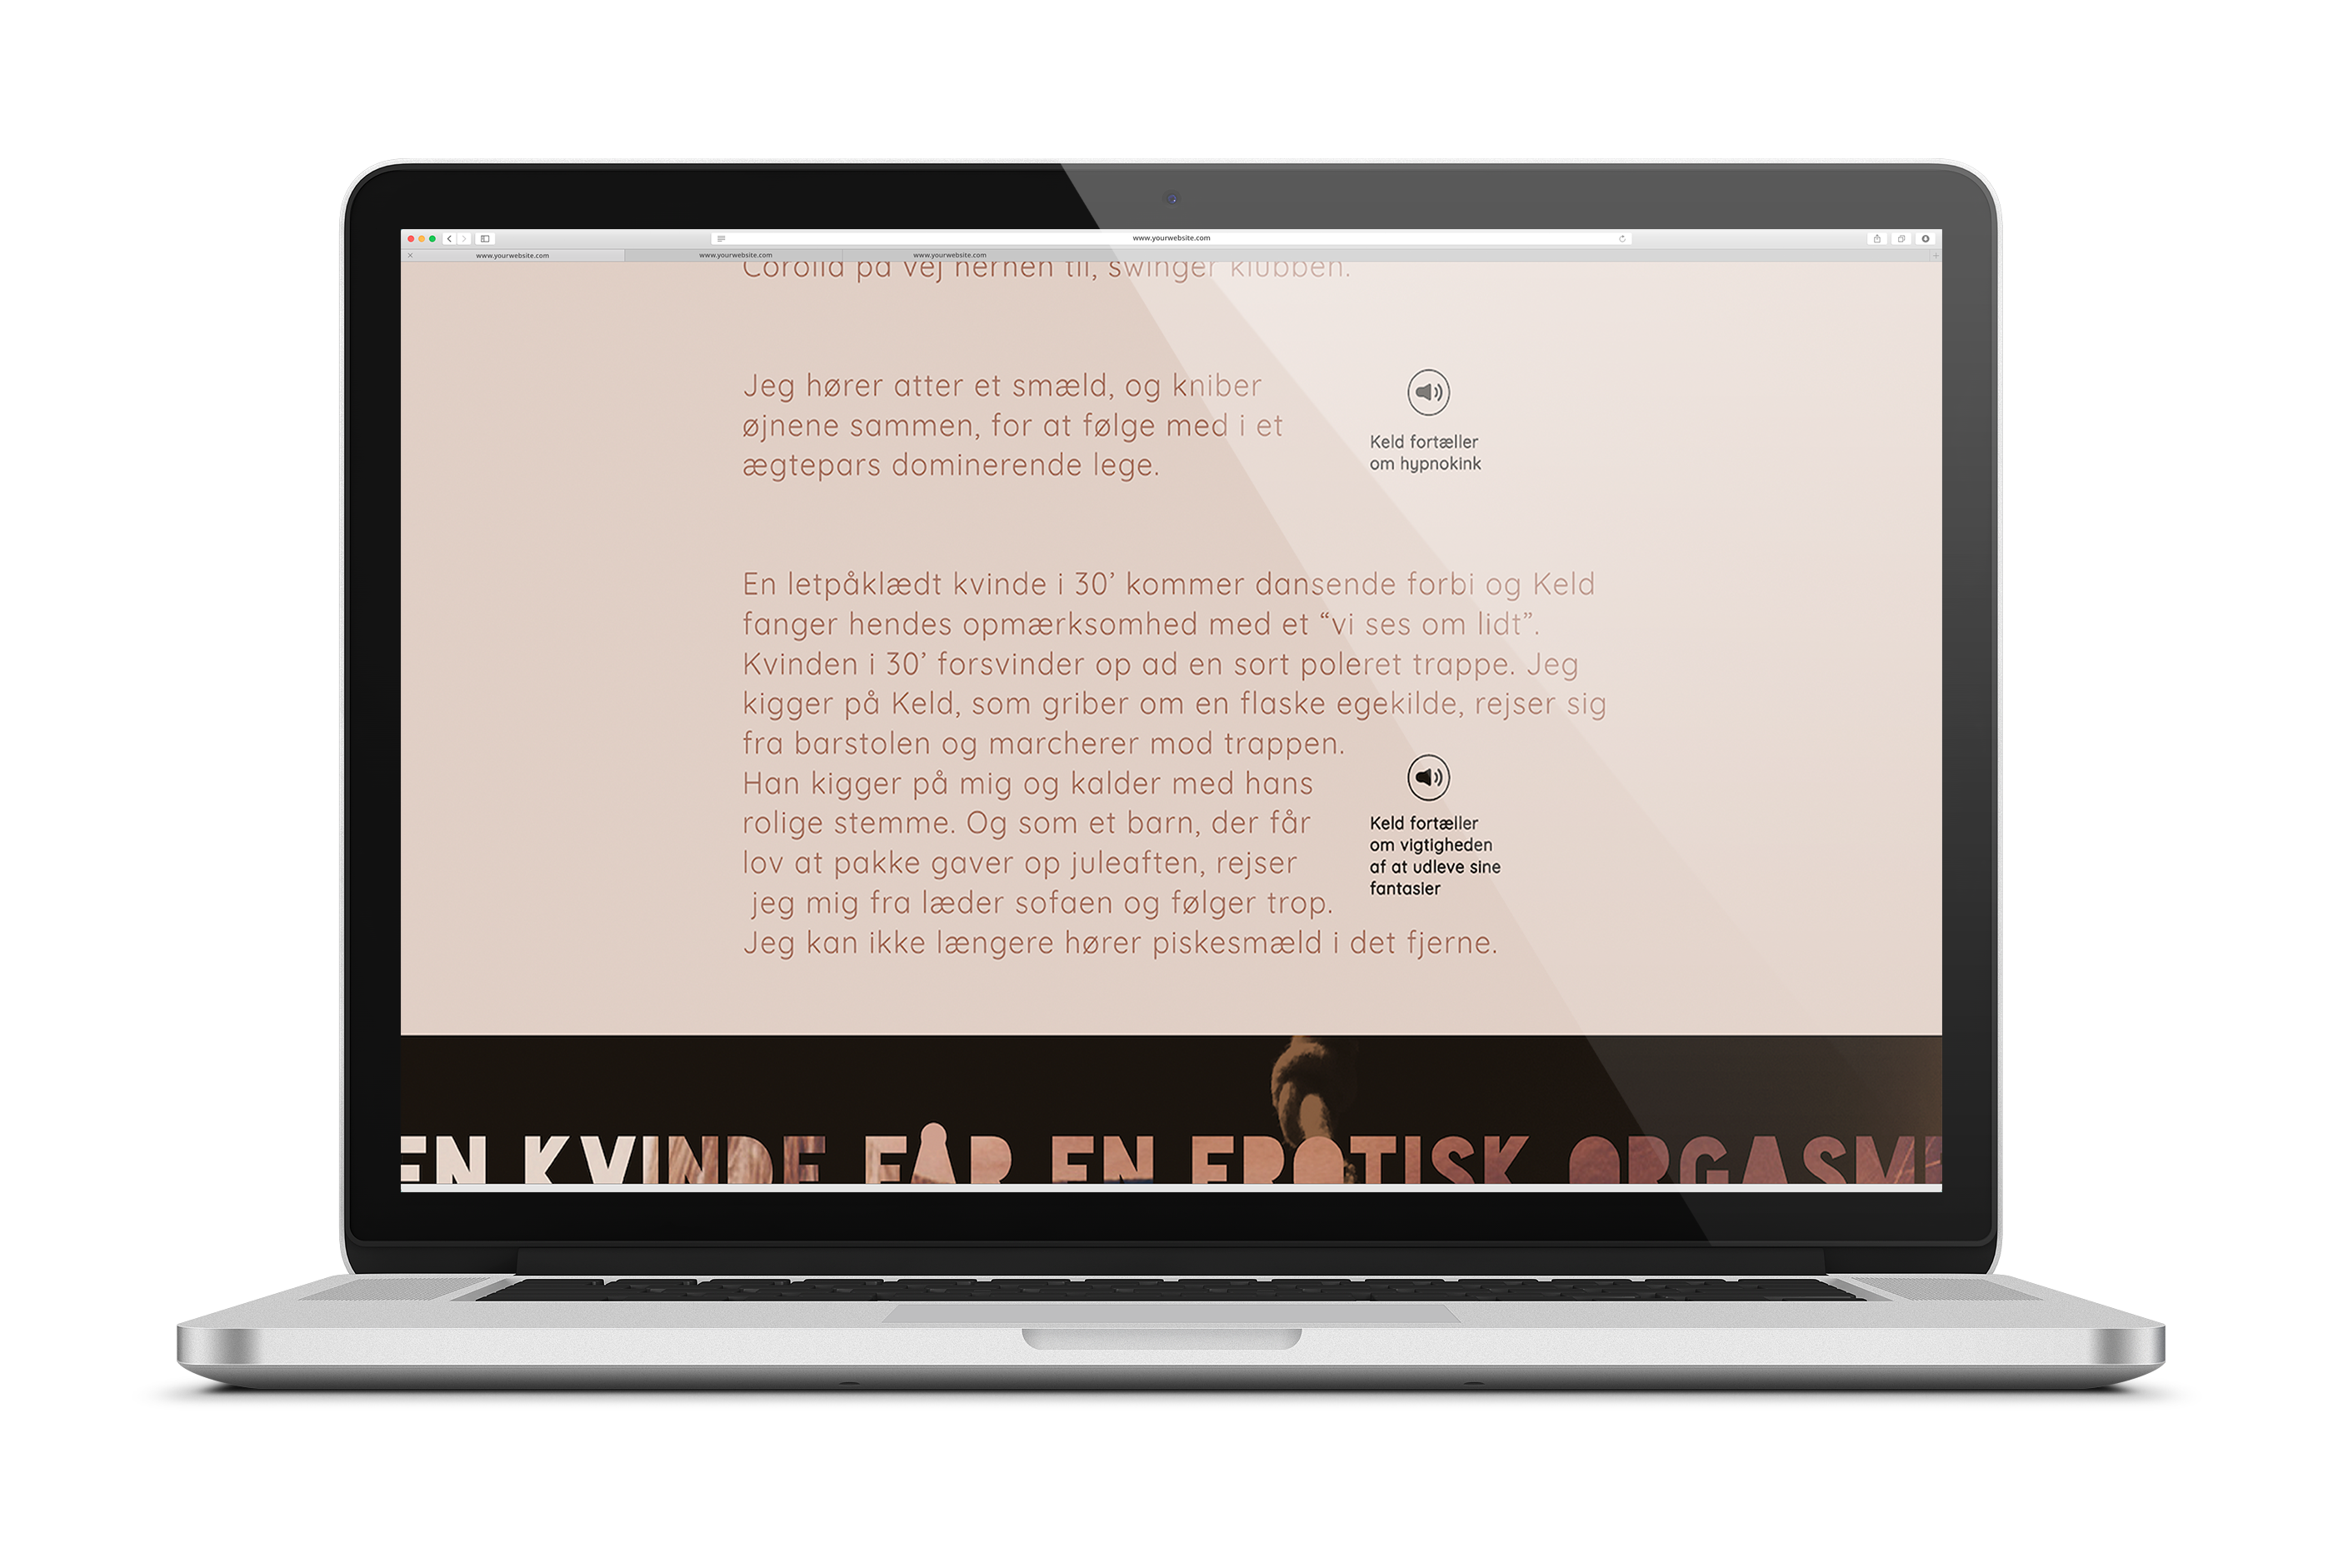 www.yourwebsite.com
www.yourwebsite.com
www.yourwebsite.com
www.yourwebsite.com
Corolla på vej hernen til, swinger klubben.
Jeg hører atter et smæld, og kniber
øjnene sammen, for at følge med i et
ægtepars dominerende lege.
Keld fortæller
om hypnokink
En letpåklædt kvinde i 30’ kommer dansende forbi og Keld
fanger hendes opmærksomhed med et “vi ses om lidt”.
Kvinden i 30’ forsvinder op ad en sort poleret trappe. Jeg
kigger på Keld, som griber om en flaske egekilde, rejser sig
fra barstolen og marcherer mod trappen.
Han kigger på mig og kalder med hans
rolige stemme. Og som et barn, der får
lov at pakke gaver op juleaften, rejser
jeg mig fra læder sofaen og følger trop.
Jeg kan ikke længere hører piskesmæld i det fjerne.
Keld fortæller
om vigtigheden
af at udleve sine
fantasier
EN KVINDE FÅR EN EROTISK ORGASME